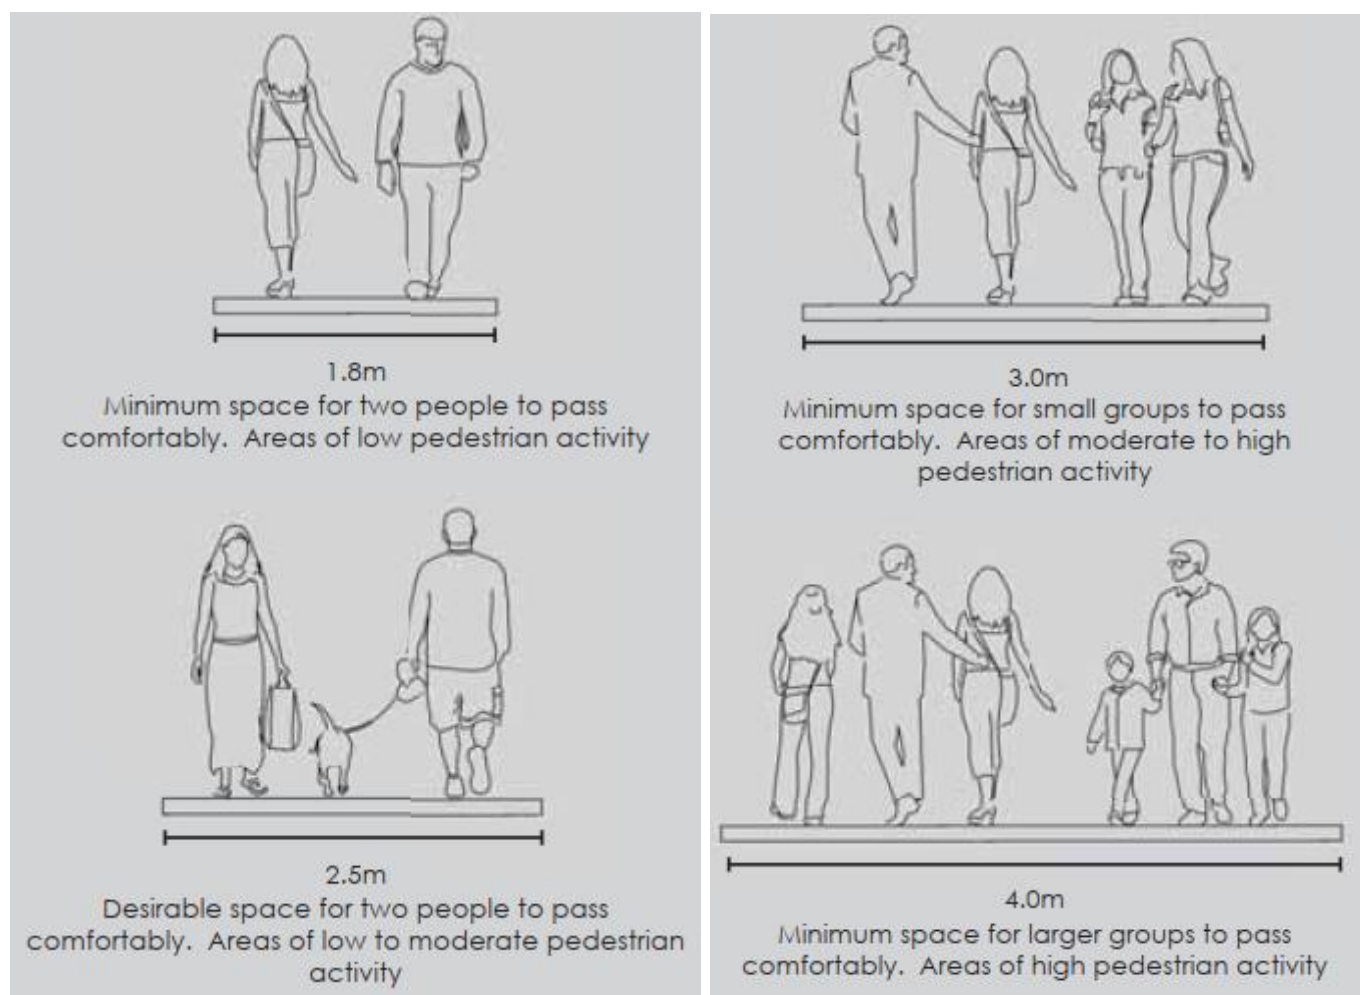 1.8m
Minimum space for two people to pass
comfortably.  Areas of low pedestrian activity
2.5m
Desirable space for two people to pass
comfortably.  Areas of low to moderate pedestrian
activity
3.0m
Minimum space for small groups to pass
comfortably.  Areas of moderate to high
pedestrian activity
4.0m
Minimum space for larger groups to pass
comfortably.  Areas of high pedestrian activity